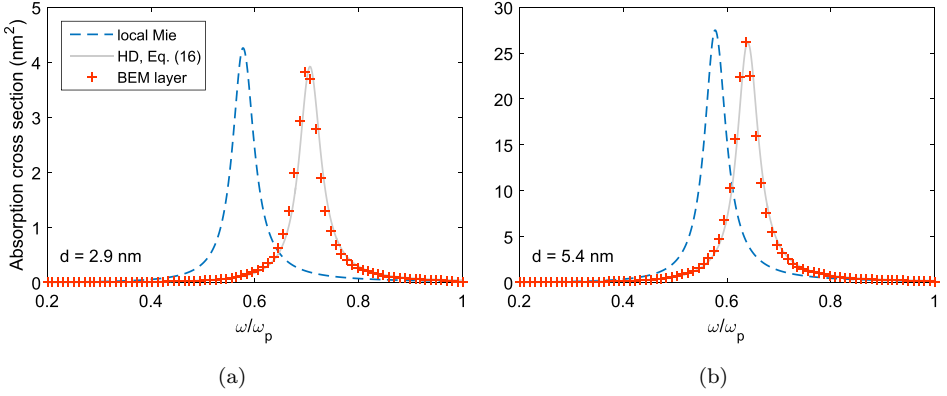 Absorption cross section (nm²)
5
4
3
2
1
0
local Mie
HD, Eq. (16)
BEM layer
d = 2.9 nm
0.2 0.4 0.6 0.8 1
ω/ωp
(a)
30
25
20
15
10
5
0
d = 5.4 nm
0.2 0.4 0.6 0.8 1
ω/ωp
(b)